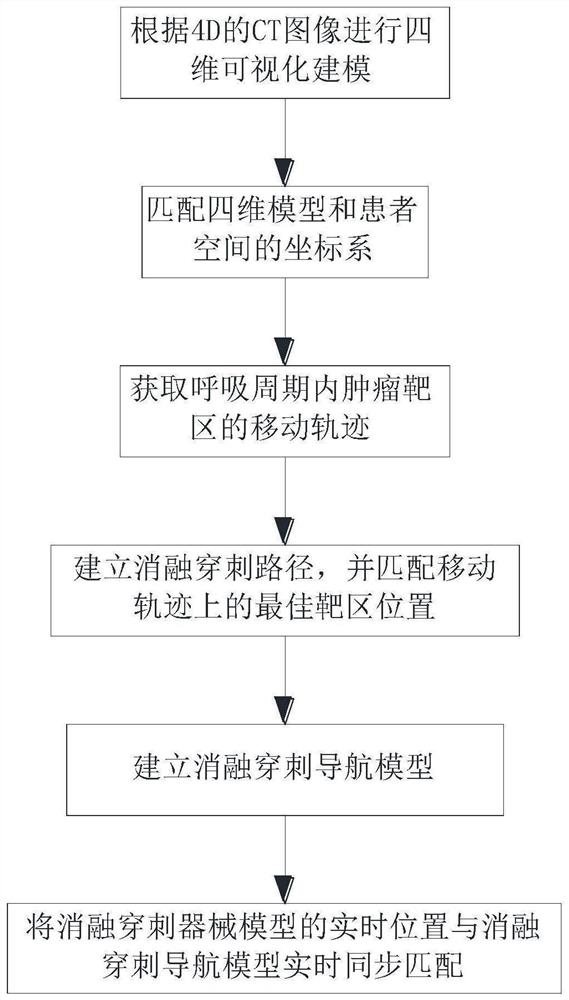 根据4D的CT图像进行四
维可视化建模
匹配四维模型和患者
空间的坐标系
获取呼吸周期内肿瘤靶
区的移动轨迹
建立消融穿刺路径，并匹配移动
轨迹上的最佳靶区位置
建立消融穿刺导航模型
将消融穿刺器械模型的实时位置与消融
穿刺导航模型实时同步匹配